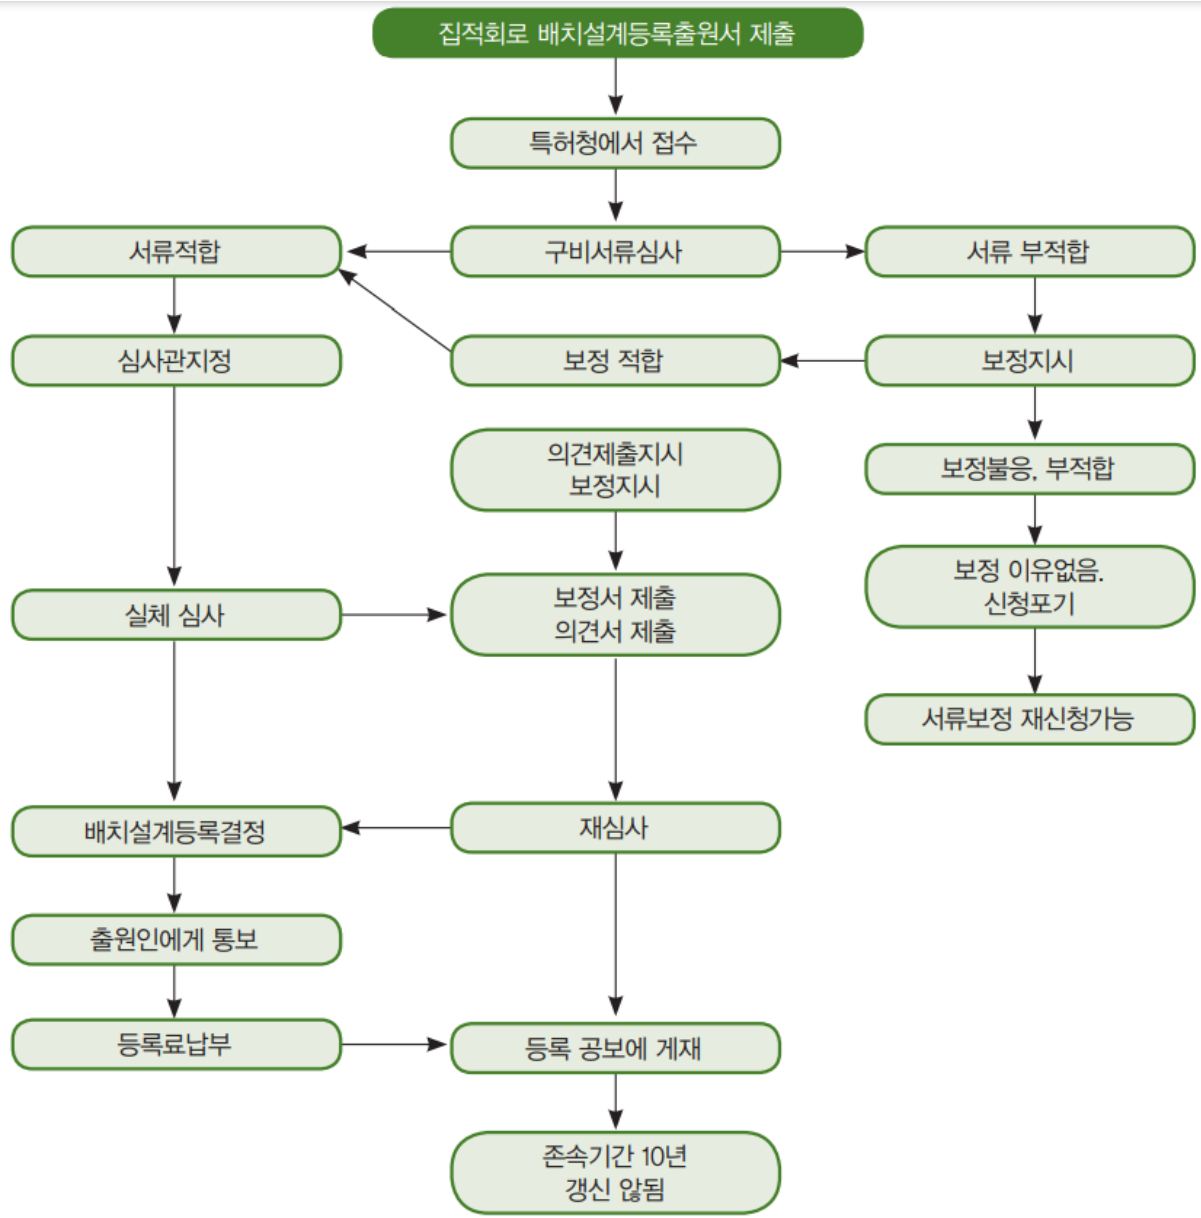 집적회로 배치설계등록출원서 제출
특허청에서 접수
서류적합
구비서류심사
서류 부적합
심사관지정
보정 적합
보정지시
의견제출지시
보정지시
보정불응, 부적합
보정 이유없음.
신청포기
실체 심사
보정서 제출
의견서 제출
서류보정 재신청가능
배치설계등록결정
재심사
출원인에게 통보
등록료납부
등록 공보에 게재
존속기간 10년
갱신 않됨